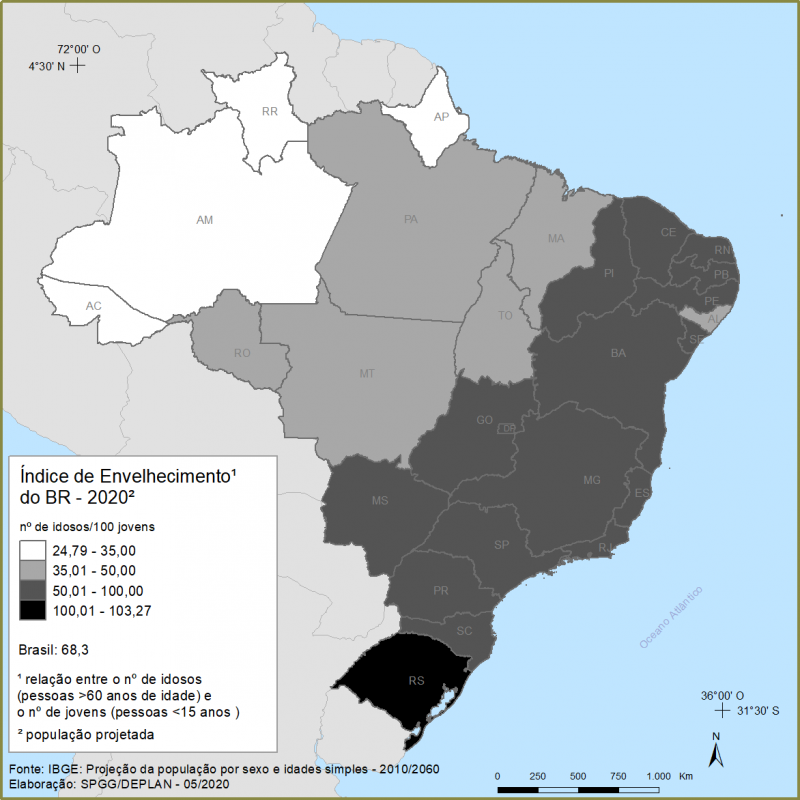 72°00' O
4°30' N
RR
AP
AM
PA
MA
CE
RN
PB
PI
PE
AL
SE
AC
TO
RO
BA
MT
GO
DF
MG
ES
MS
SP
RJ
PR
SC
RS
Oceano Atlântico
Índice de Envelhecimento¹
do BR - 2020²
nº de idosos/100 jovens
24,79 - 35,00
35,01 - 50,00
50,01 - 100,00
100,01 - 103,27
Brasil: 68,3
¹ relação entre o nº de idosos
(pessoas >60 anos de idade) e
o nº de jovens (pessoas <15 anos )
² população projetada
36°00' O
31°30' S
N
Fonte: IBGE: Projeção da população por sexo e idades simples - 2010/2060
Elaboração: SPGG/DEPLAN - 05/2020
0 250 500 750 1.000 Km